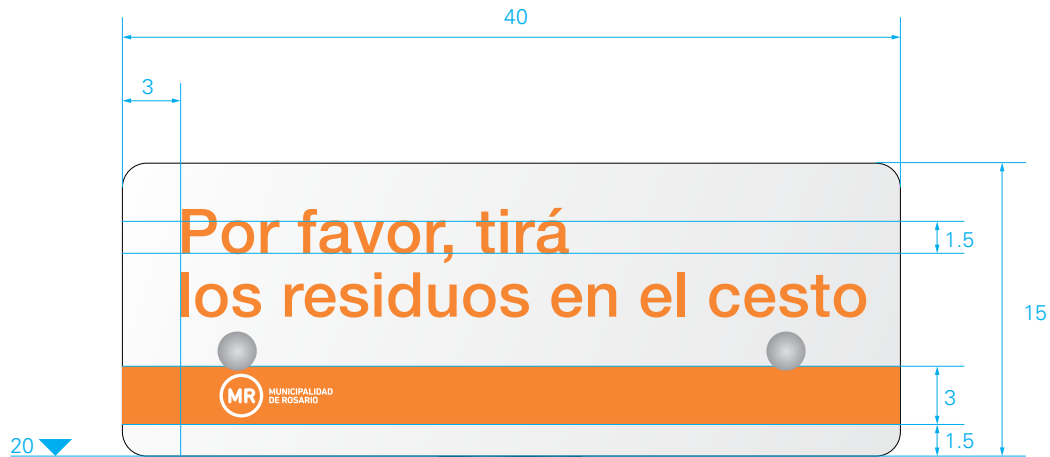 40
3
Por favor, tirá
1.5
los residuos en el cesto
15
MR
MUNICIPALIDAD
DE ROSARIO
3
1.5
20